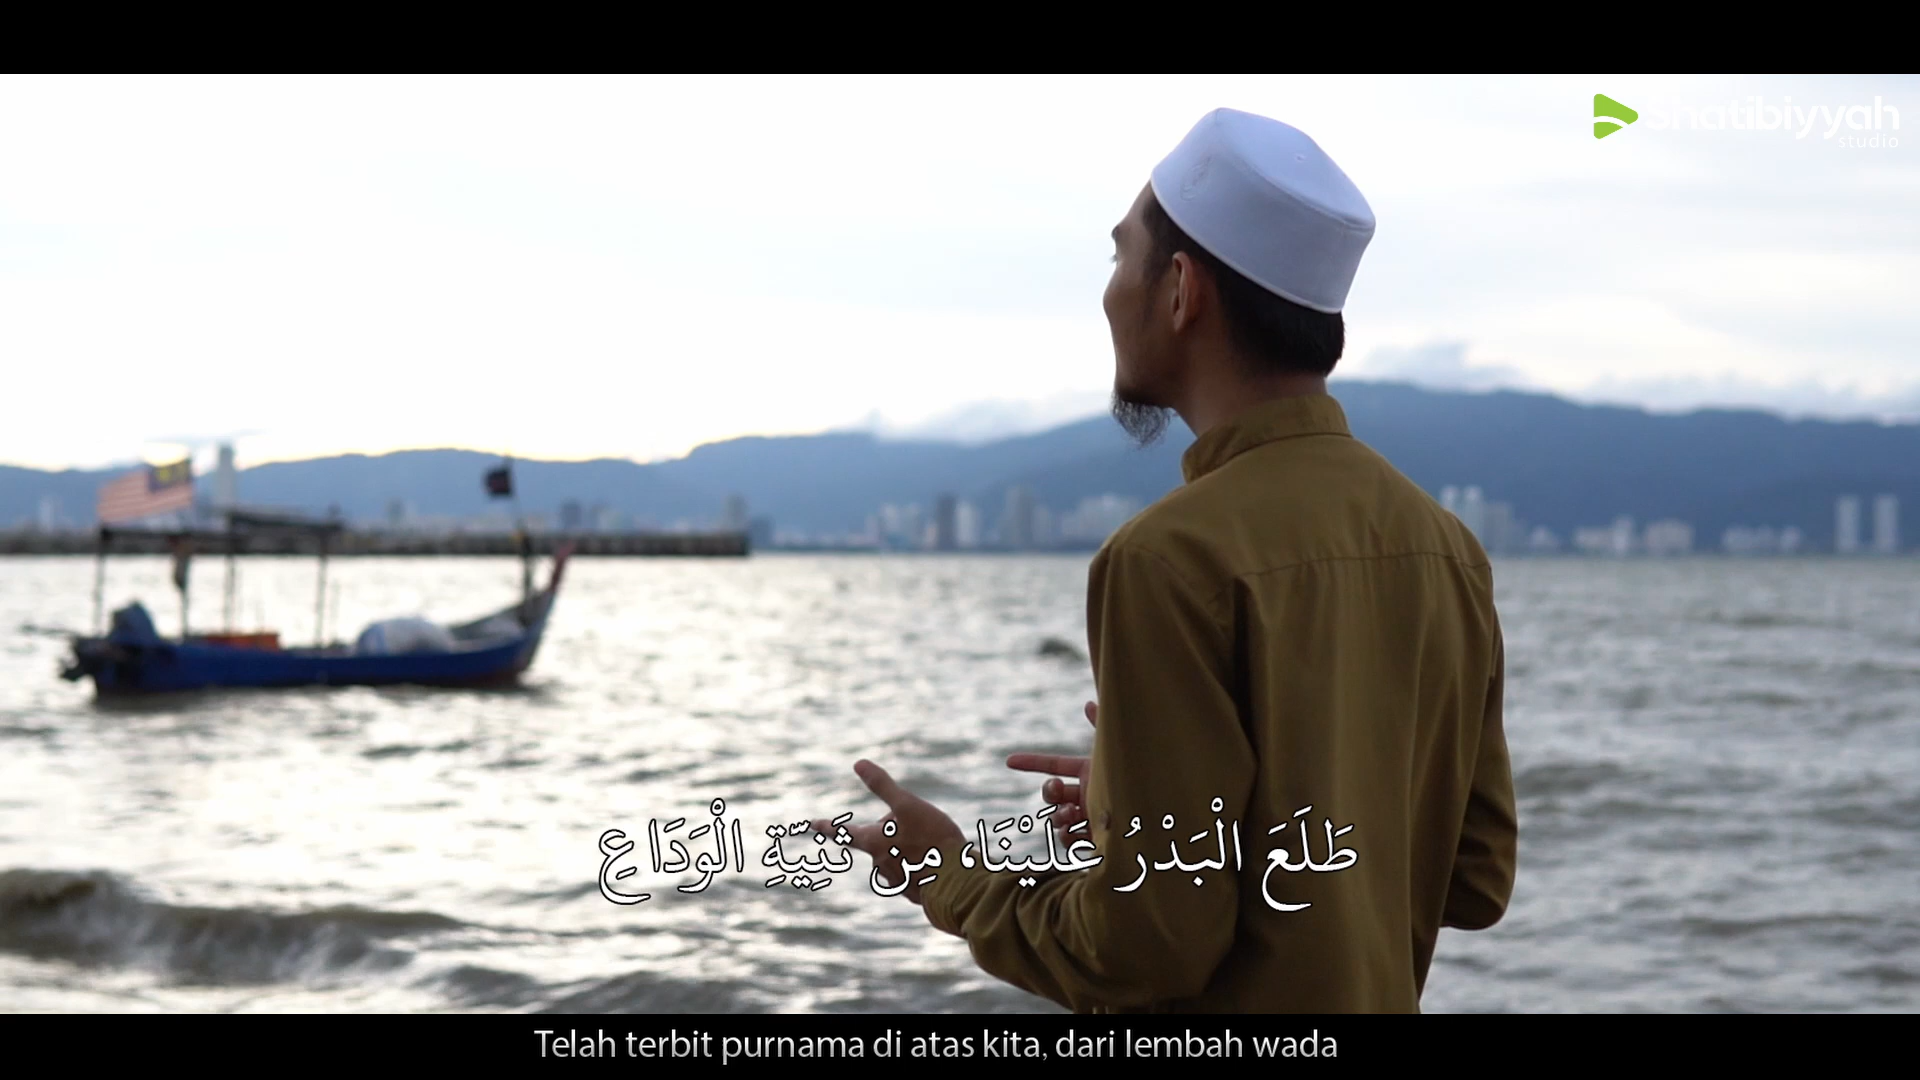 shatibiyyah
studio
طَلَعَ الْبَدْرُ عَلَيْنَا، مِنْ ثَنِيَّةِ الْوَدَاعِ
Telah terbit purnama di atas kita, dari lembah wada